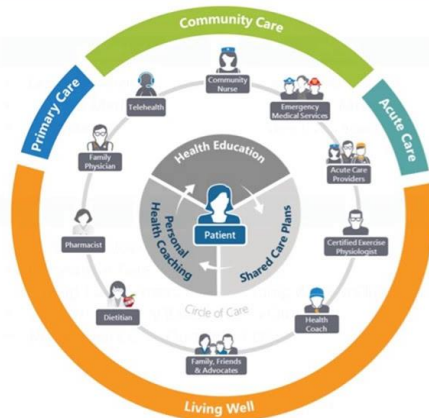 Community Care
Primary Care
Acute Care
Community
Nurse
Telehealth
Emergency
Medical Services
Family
Physician
Acute Care
Providers
Health Education
Personal
Health Coaching
Shared Care Plans
Patient
Pharmacist
Certified Exercise
Physiologist
Dietitian
Health
Coach
Circle of Care
Family, Friends
& Advocates
Living Well